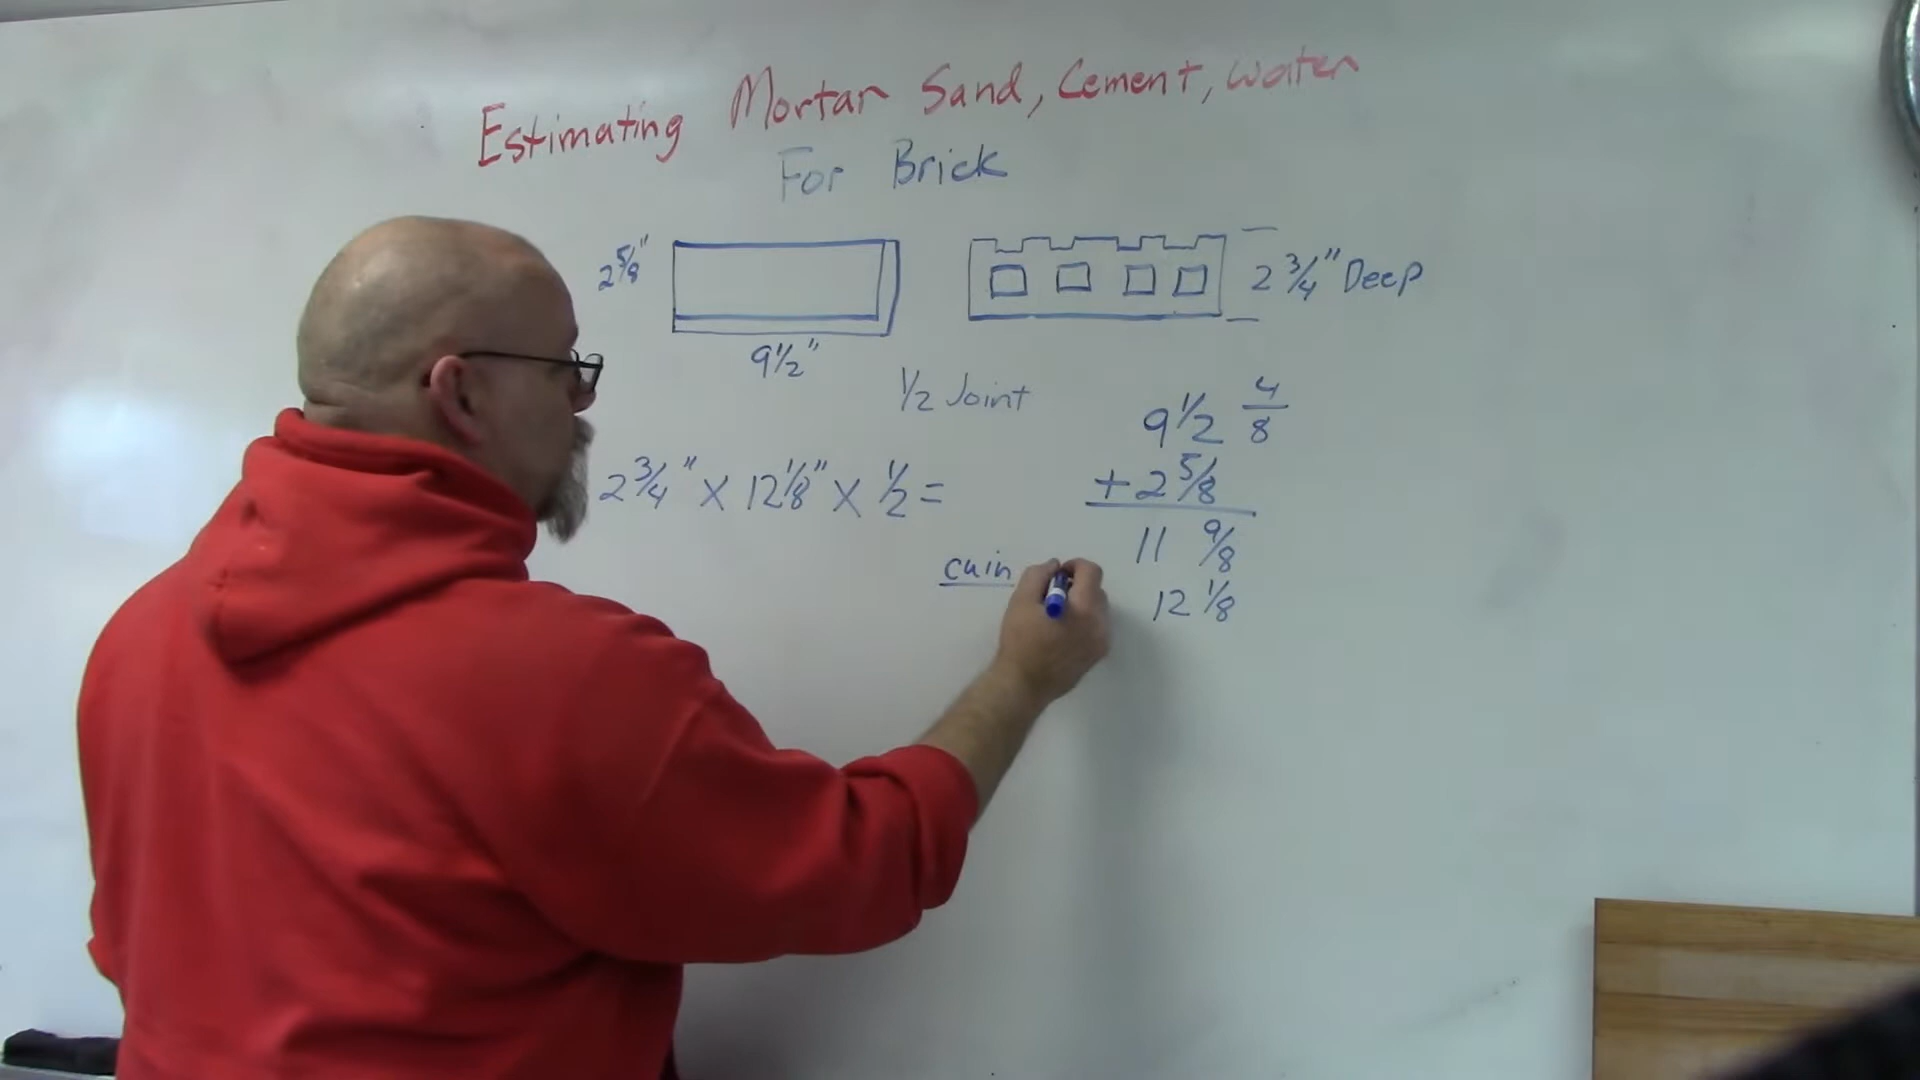 Estimating Mortar Sand, Cement, Water
For Brick
2 5/8"
2 3/4" Deep
9 1/2"
1/2 Joint
9 1/2 4/8
+ 2 5/8
2 3/4" X 12 1/8" X 1/2 =
11 9/8
cuin
12 1/8